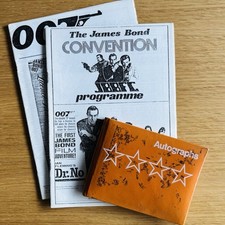 007
The James Bond
CONVENTION
programme
007
THE FIRST
JAMES
BOND
FILM
ADVENTURE!
Dr.No
Autographs